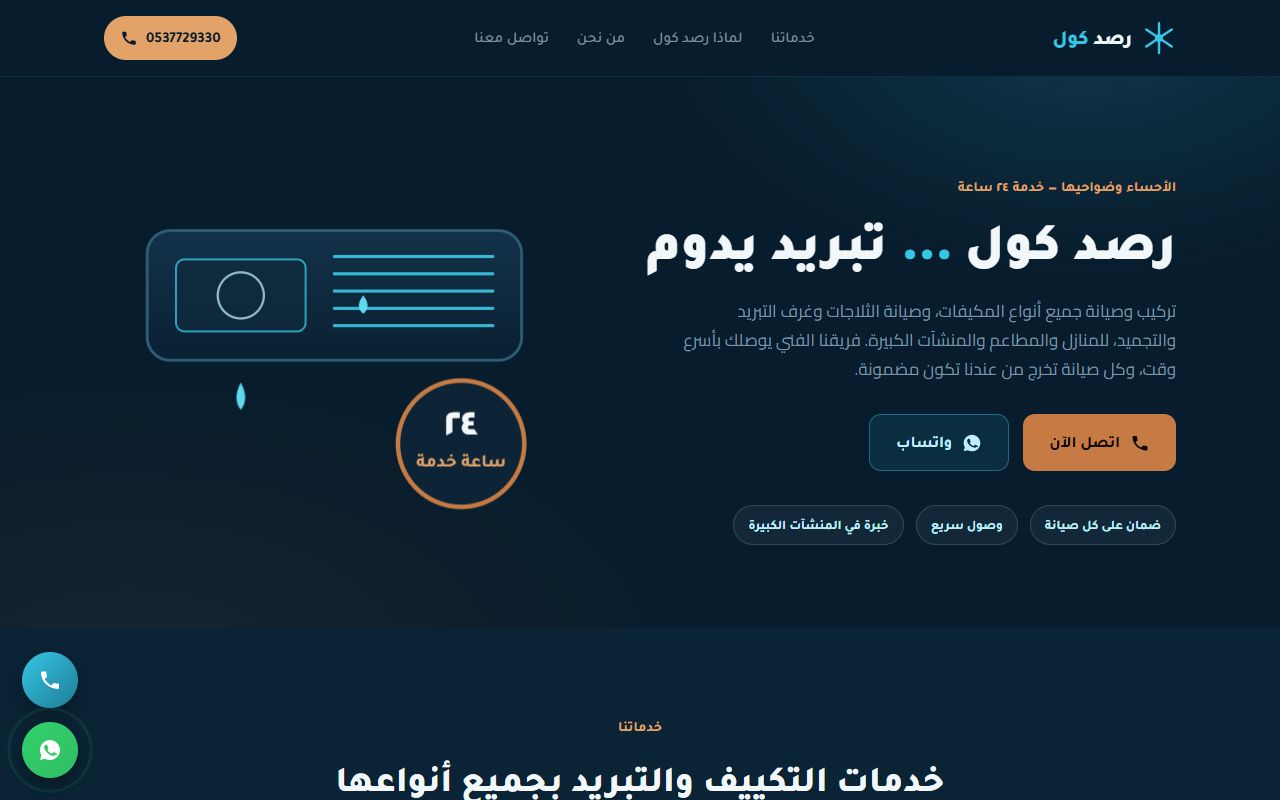 رصد كول
خدماتنا
لماذا رصد كول
من نحن
تواصل معنا
0537729330
الأحساء وضواحيها — خدمة ٢٤ ساعة
رصد كول ... تبريد يدوم
تركيب وصيانة جميع أنواع المكيفات، وصيانة الثلاجات وغرف التبريد
والتجميد، للمنازل والمطاعم والمنشآت الكبيرة. فريقنا الفني يوصلك بأسرع
وقت، وكل صيانة تخرج من عندنا تكون مضمونة.
اتصل الآن
واتساب
ضمان على كل صيانة
وصول سريع
خبرة في المنشآت الكبيرة
٢٤
ساعة خدمة
خدماتنا
خدمات التكييف والتبريد بجميع أنواعها